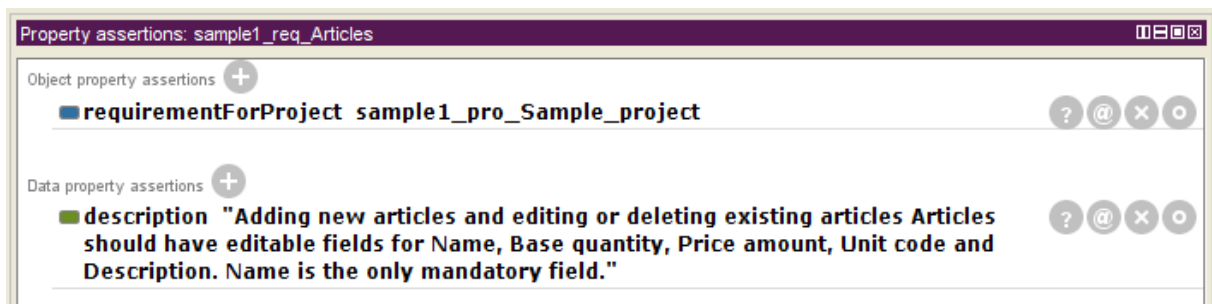 Property assertions: sample1_req_Articles
Object property assertions
requirementForProject sample1_pro_Sample_project
Data property assertions
description "Adding new articles and editing or deleting existing articles Articles
should have editable fields for Name, Base quantity, Price amount, Unit code and
Description. Name is the only mandatory field."